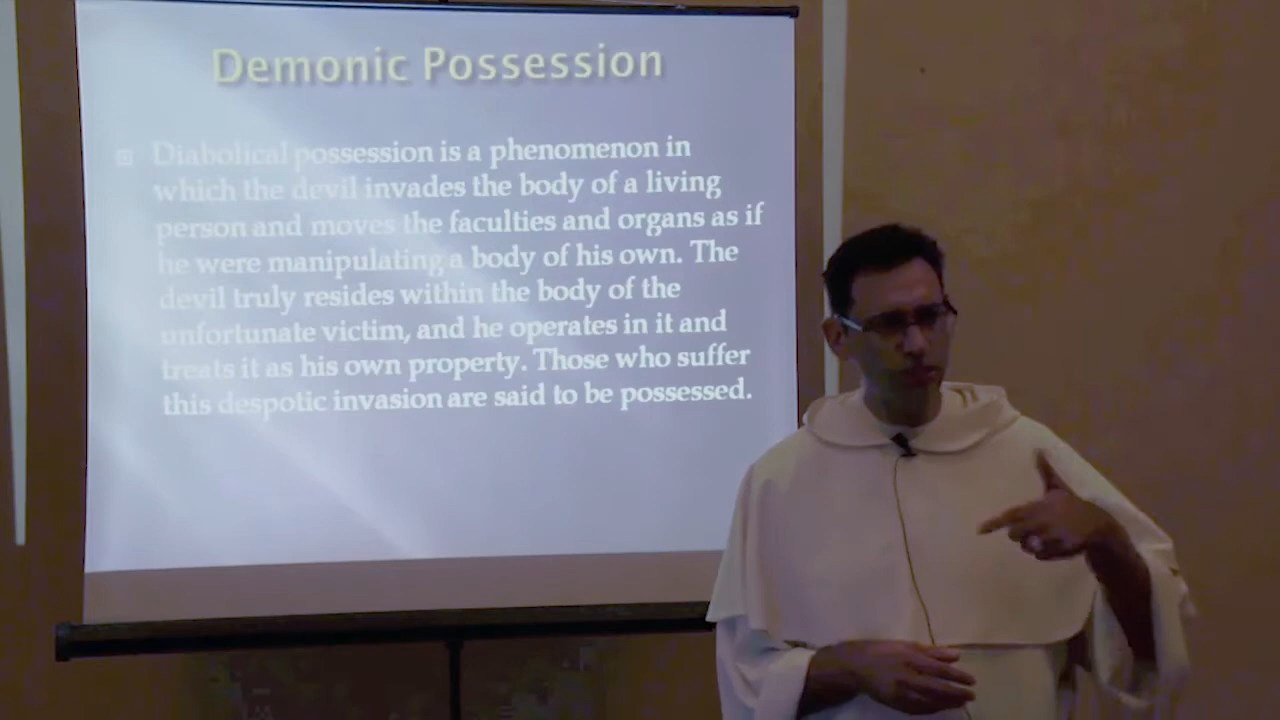 Demonic Possession
Diabolical possession is a phenomenon in
which the devil invades the body of a living
person and moves the faculties and organs as if
he were manipulating a body of his own. The
devil truly resides within the body of the
unfortunate victim, and he operates in it and
treats it as his own property. Those who suffer
this despotic invasion are said to be possessed.